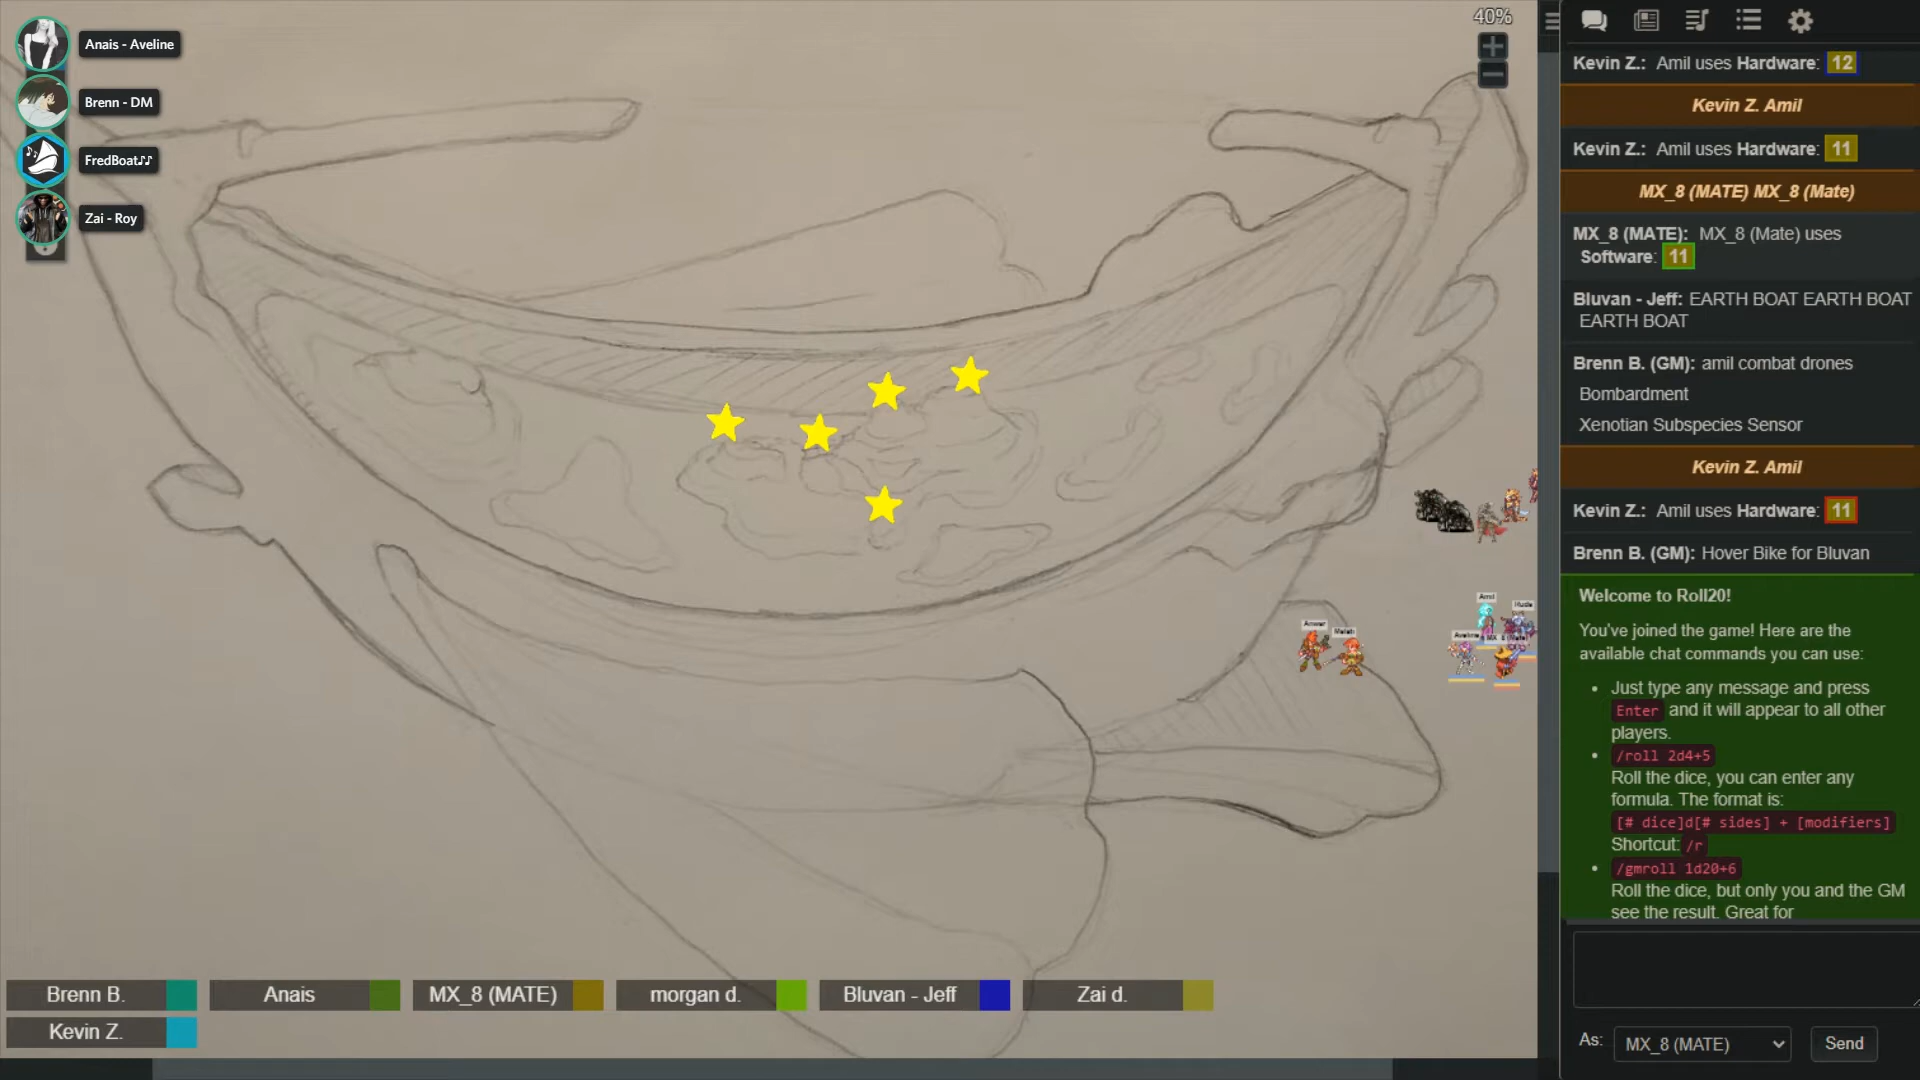 Anais - Aveline
Brenn - DM
FredBoat♪♪
Zai - Roy
40%
Kevin Z.: Amil uses Hardware: 12
Kevin Z. Amil
Kevin Z.: Amil uses Hardware: 11
MX_8 (MATE) MX_8 (Mate)
MX_8 (MATE): MX_8 (Mate) uses
Software: 11
Bluvan - Jeff: EARTH BOAT EARTH BOAT
EARTH BOAT
Brenn B. (GM): amil combat drones
Bombardment
Xenotian Subspecies Sensor
Kevin Z. Amil
Kevin Z.: Amil uses Hardware: 11
Brenn B. (GM): Hover Bike for Bluvan
Welcome to Roll20!
You've joined the game! Here are the
available chat commands you can use:
Just type any message and press
Enter and it will appear to all other
players.
/roll 2d4+5
Roll the dice, you can enter any
formula. The format is:
[# dice]d[# sides] + [modifiers]
Shortcut: /r
/gmroll 1d20+6
Roll the dice, but only you and the GM
see the result. Great for
As: MX_8 (MATE) Send
Amil
Aveline
Brenn B.
Anais
MX_8 (MATE)
morgan d.
Bluvan - Jeff
Zai d.
Kevin Z.